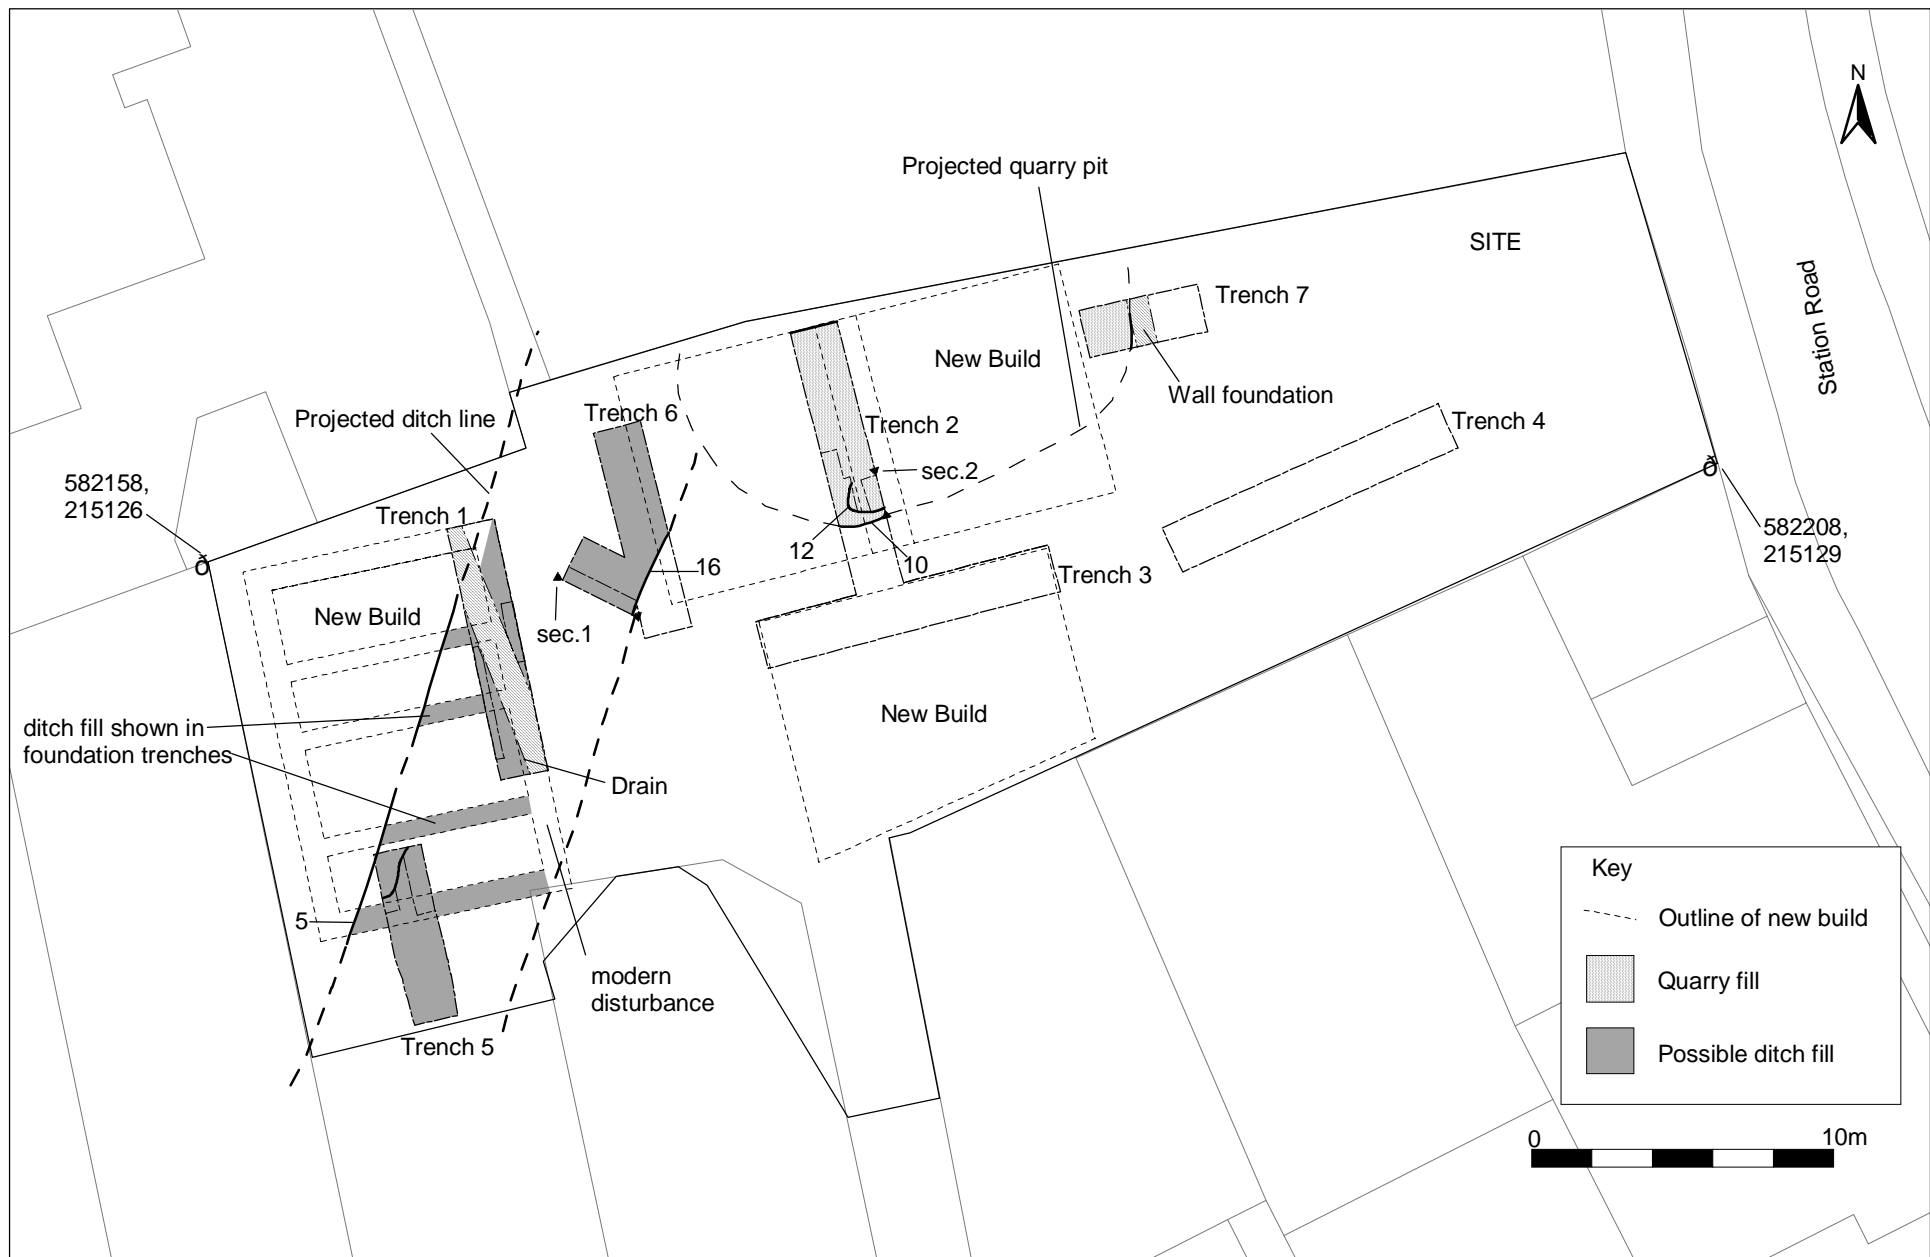 N
Projected quarry pit
SITE
Station Road
Trench 7
New Build
Wall foundation
Trench 6
Projected ditch line
Trench 2
Trench 4
sec.2
582158,
215126
ð
ð
Trench 1
582208,
215129
12
10
16
Trench 3
New Build
sec.1
ditch fill shown in
foundation trenches
New Build
Drain
5
modern
disturbance
Trench 5
Key
Outline of new build
Quarry fill
Possible ditch fill
0
10m